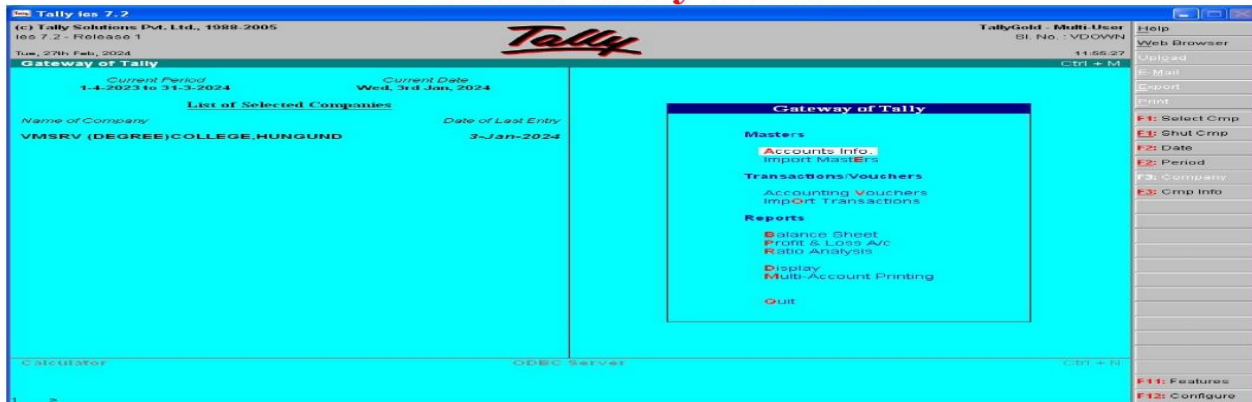 Tally ies 7.2
(c) Tally Solutions Pvt. Ltd., 1988-2005
ies 7.2 - Release 1
Tue, 27th Feb, 2024
Tally
TallyGold - Multi-User
Sl. No. : VDOWN
11:55:27
Gateway of Tally
Ctrl + M
Current Period
1-4-2023 to 31-3-2024
Current Date
Wed, 3rd Jan, 2024
List of Selected Companies
Name of Company
Date of Last Entry
VMSRV (DEGREE)COLLEGE,HUNGUND
3-Jan-2024
Gateway of Tally
Masters
Accounts Info.
Import MastErs
Transactions/Vouchers
Accounting Vouchers
ImpOrt Transactions
Reports
Balance Sheet
Profit & Loss A/c
Ratio Analysis
Display
Multi-Account Printing
Quit
Help
Web Browser
Upload
E-Mail
Export
Print
F1: Select Cmp
F1: Shut Cmp
F2: Date
F2: Period
F3: Company
F3: Cmp Info
F11: Features
F12: Configure
Calculator
ODBC Server
Ctrl + N